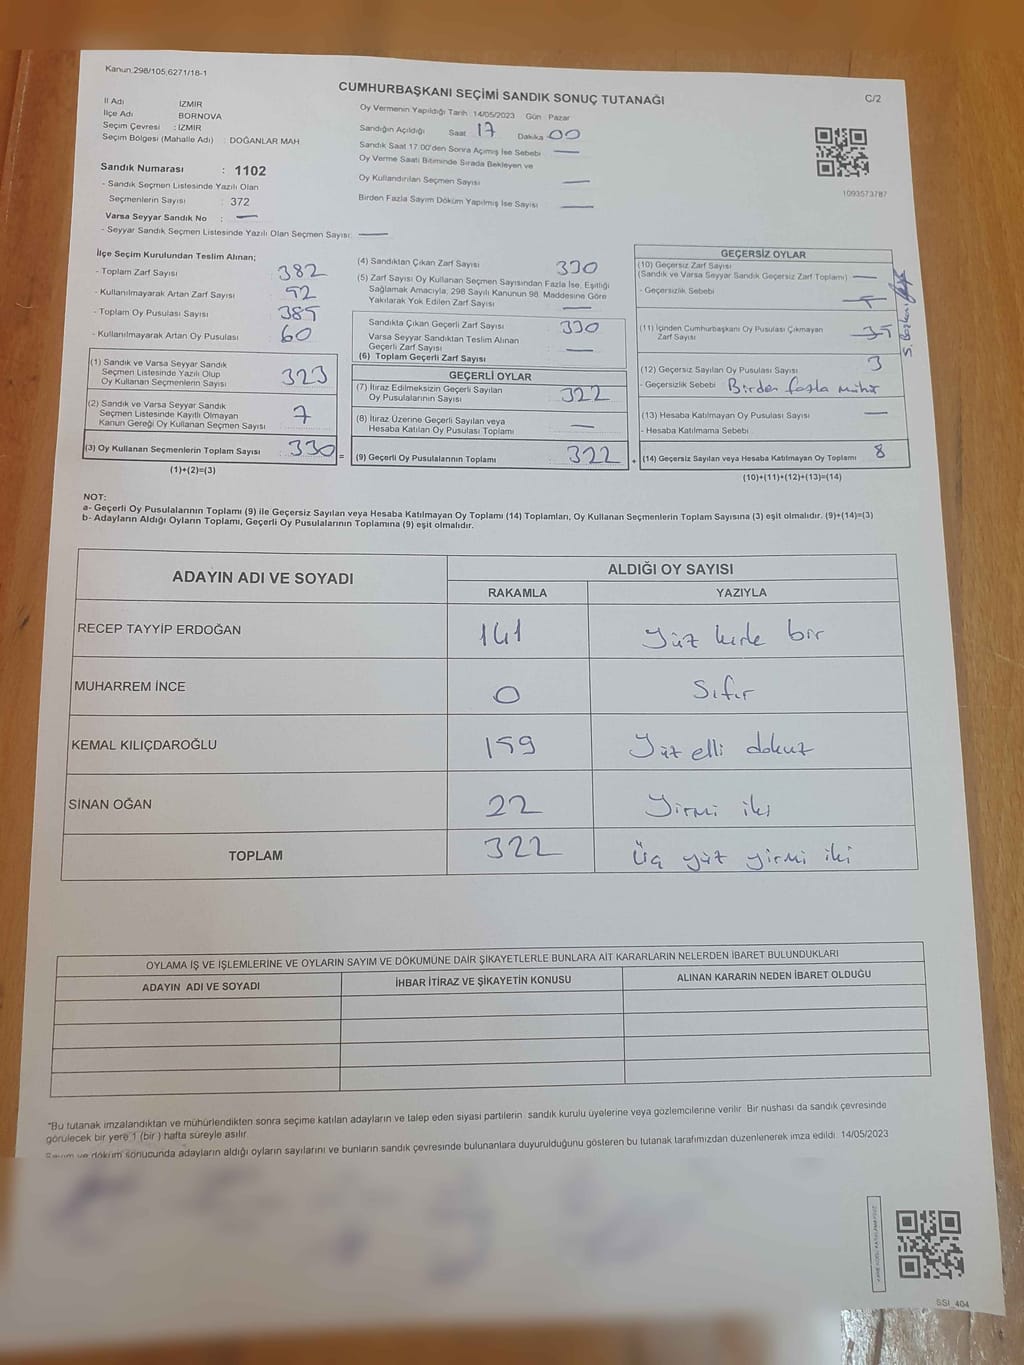 Kanun:298/105,6271/18-1
CUMHURBAŞKANI SEÇİMİ SANDIK SONUÇ TUTANAĞI
C/2
İl Adı İZMİR
İlçe Adı BORNOVA
Seçim Çevresi : İZMİR
Seçim Bölgesi (Mahalle Adı) : DOĞANLAR MAH
Sandık Numarası : 1102
- Sandık Seçmen Listesinde Yazılı Olan
Seçmenlerin Sayısı : 372
Varsa Seyyar Sandık No : —
- Seyyar Sandık Seçmen Listesinde Yazılı Olan Seçmen Sayısı: —
Oy Vermenin Yapıldığı Tarih :14/05/2023 Gün : Pazar
Sandığın Açıldığı Saat 17 Dakika 00
Sandık Saat 17:00'den Sonra Açımış İse Sebebi —
Oy Verme Saati Bitiminde Sırada Bekleyen ve
Oy Kullandırılan Seçmen Sayısı —
Birden Fazla Sayım Döküm Yapılmış İse Sayısı —
1093573787
İlçe Seçim Kurulundan Teslim Alınan;
- Toplam Zarf Sayısı 382
- Kullanılmayarak Artan Zarf Sayısı 52
- Toplam Oy Pusulası Sayısı 385
- Kullanılmayarak Artan Oy Pusulası 60
(1) Sandık ve Varsa Seyyar Sandık
Seçmen Listesinde Yazılı Olup
Oy Kullanan Seçmenlerin Sayısı 323
(2) Sandık ve Varsa Seyyar Sandık
Seçmen Listesinde Kayıtlı Olmayan
Kanun Gereği Oy Kullanan Seçmen Sayısı 7
(3) Oy Kullanan Seçmenlerin Toplam Sayısı 330 =
(1)+(2)=(3)
(4) Sandıktan Çıkan Zarf Sayısı 330
(5) Zarf Sayısı Oy Kullanan Seçmen Sayısından Fazla İse, Eşitliği
Sağlamak Amacıyla, 298 Sayılı Kanunun 98. Maddesine Göre
Yakılarak Yok Edilen Zarf Sayısı —
Sandıkta Çıkan Geçerli Zarf Sayısı 330
Varsa Seyyar Sandıktan Teslim Alınan
Geçerli Zarf Sayısı —
(6) Toplam Geçerli Zarf Sayısı
GEÇERLİ OYLAR
(7) İtiraz Edilmeksizin Geçerli Sayılan
Oy Pusulalarının Sayısı 322
(8) İtiraz Üzerine Geçerli Sayılan veya
Hesaba Katılan Oy Pusulası Toplamı —
(9) Geçerli Oy Pusulalarının Toplamı 322 +
GEÇERSİZ OYLAR
(10) Geçersiz Zarf Sayısı
(Sandık ve Varsa Seyyar Sandık Geçersiz Zarf Toplamı) —
- Geçersizlik Sebebi
(11) İçinden Cumhurbaşkanı Oy Pusulası Çıkmayan
Zarf Sayısı
S. Başkanı
(12) Geçersiz Sayılan Oy Pusulası Sayısı 3
- Geçersizlik Sebebi Birden fazla mühür
(13) Hesaba Katılmayan Oy Pusulası Sayısı —
- Hesaba Katılmama Sebebi
(14) Geçersiz Sayılan veya Hesaba Katılmayan Oy Toplamı 8
(10)+(11)+(12)+(13)=(14)
NOT:
a- Geçerli Oy Pusulalarının Toplamı (9) ile Geçersiz Sayılan veya Hesaba Katılmayan Oy Toplamı (14) Toplamları, Oy Kullanan Seçmenlerin Toplam Sayısına (3) eşit olmalıdır. (9)+(14)=(3)
b- Adayların Aldığı Oyların Toplamı, Geçerli Oy Pusulalarının Toplamına (9) eşit olmalıdır.
ADAYIN ADI VE SOYADI ALDIĞI OY SAYISI
RAKAMLA YAZIYLA
RECEP TAYYİP ERDOĞAN 141 Yüz kırk bir
MUHARREM İNCE 0 Sıfır
KEMAL KILIÇDAROĞLU 159 Yüz elli dokuz
SİNAN OĞAN 22 Yirmi iki
TOPLAM 322 Üç yüz yirmi iki
OYLAMA İŞ VE İŞLEMLERİNE VE OYLARIN SAYIM VE DÖKÜMÜNE DAİR ŞİKAYETLERLE BUNLARA AİT KARARLARIN NELERDEN İBARET BULUNDUKLARI
ADAYIN ADI VE SOYADI İHBAR İTİRAZ VE ŞİKAYETİN KONUSU ALINAN KARARIN NEDEN İBARET OLDUĞU
"Bu tutanak imzalandıktan ve mühürlendikten sonra seçime katılan adayların ve talep eden siyasi partilerin sandık kurulu üyelerine veya gözlemcilerine verilir. Bir nüshası da sandık çevresinde
görülecek bir yere 1 (bir) hafta süreyle asılır.
Sayım ve döküm sonucunda adayların aldığı oyların sayılarını ve bunların sandık çevresinde bulunanlara duyurulduğunu gösteren bu tutanak tarafımızdan düzenlenerek imza edildi. 14/05/2023
SSI_404